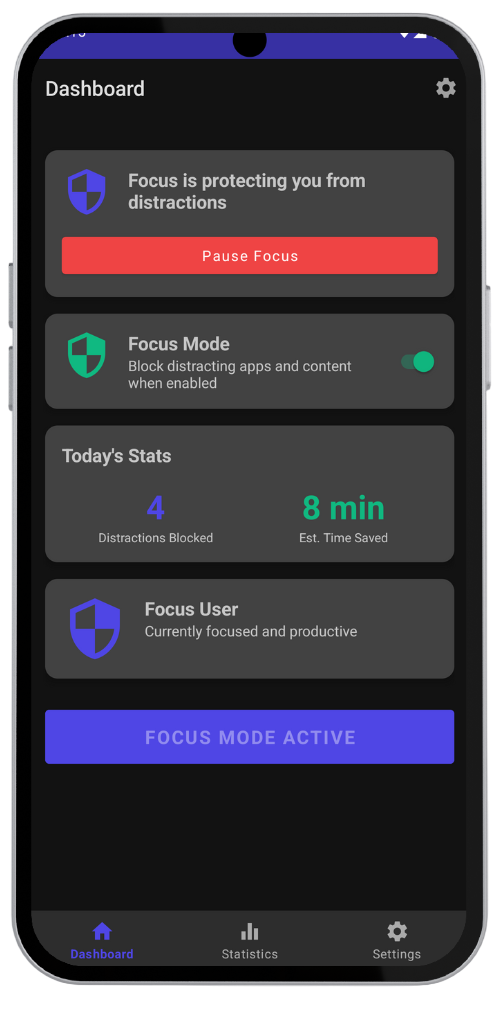 Dashboard
Focus is protecting you from
distractions
Pause Focus
Focus Mode
Block distracting apps and content
when enabled
Today's Stats
4
8 min
Distractions Blocked
Est. Time Saved
Focus User
Currently focused and productive
FOCUS MODE ACTIVE
Dashboard
Statistics
Settings